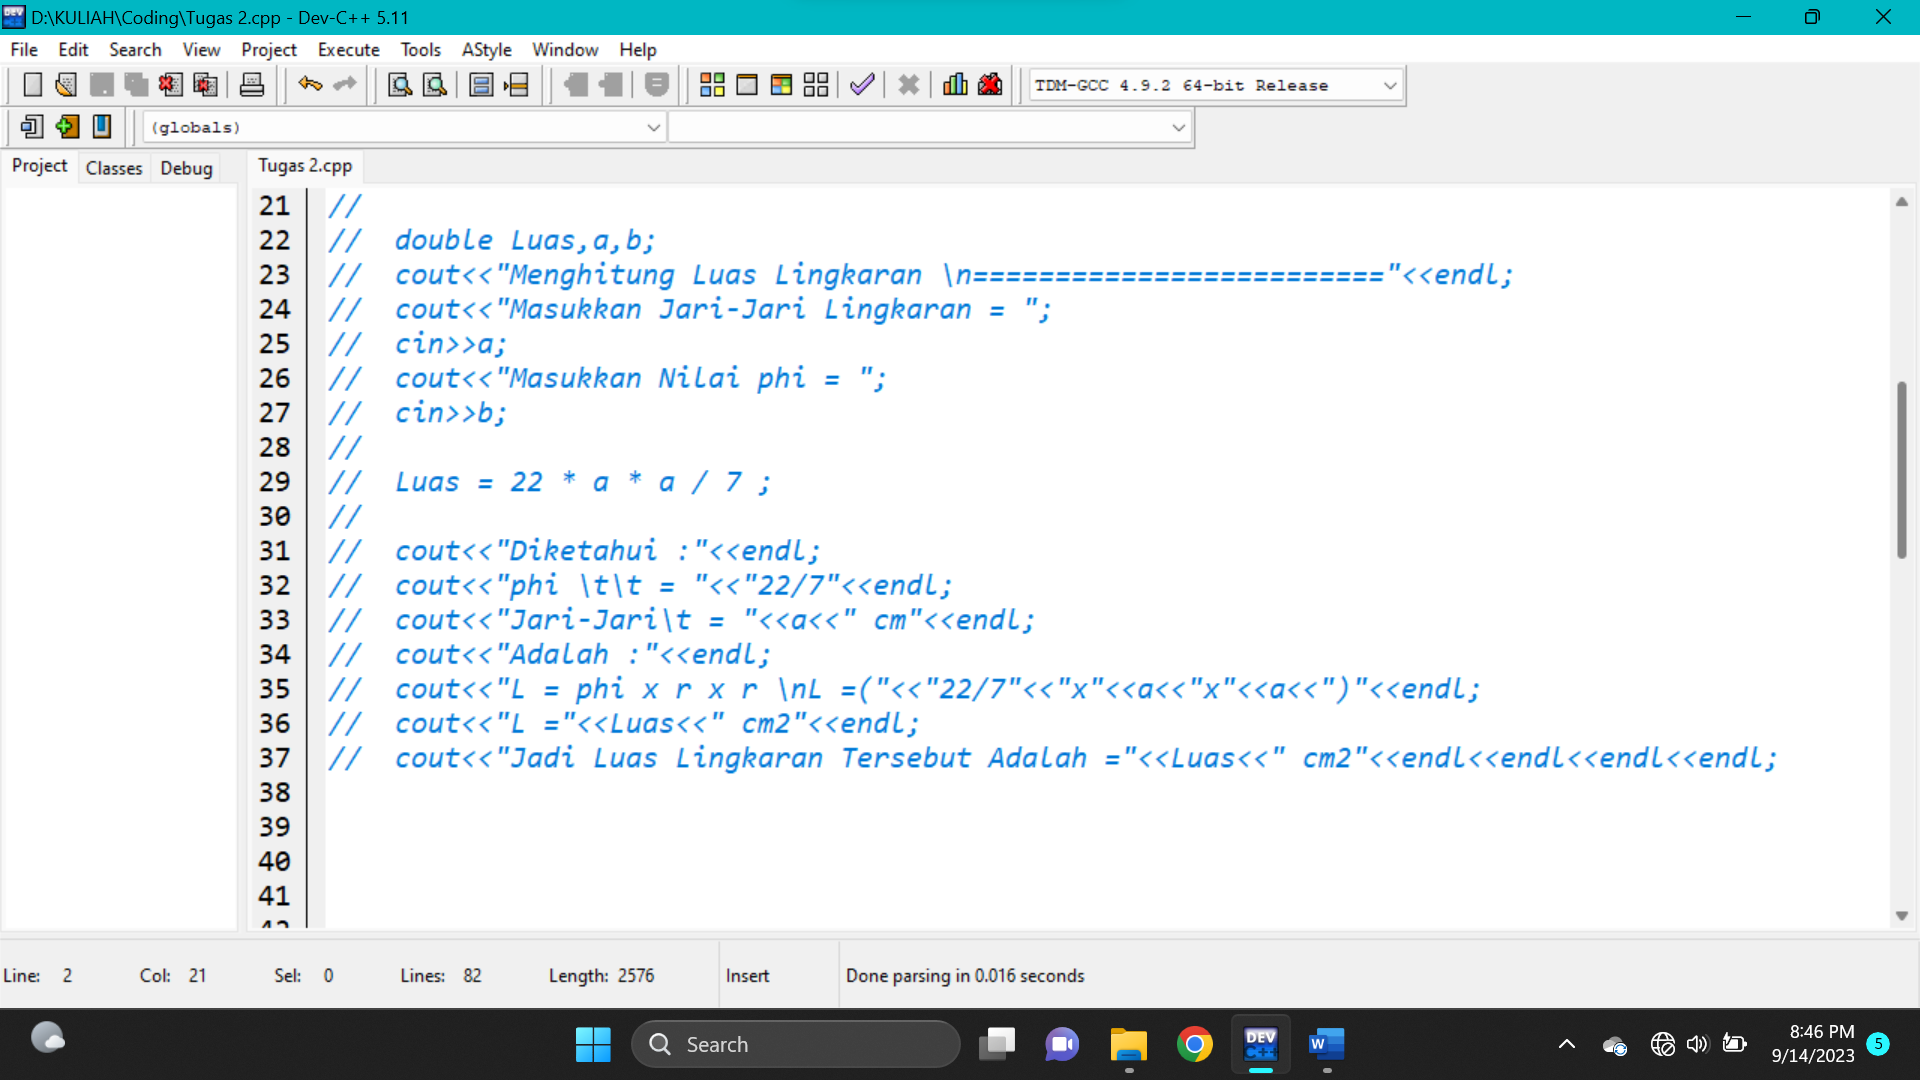 D:\KULIAH\Coding\Tugas 2.cpp - Dev-C++ 5.11
File Edit Search View Project Execute Tools AStyle Window Help
TDM-GCC 4.9.2 64-bit Release
(globals)
Project Classes Debug Tugas 2.cpp
21 //
22 // double Luas,a,b;
23 // cout<<"Menghitung Luas Lingkaran \n========================="<<endl;
24 // cout<<"Masukkan Jari-Jari Lingkaran = ";
25 // cin>>a;
26 // cout<<"Masukkan Nilai phi = ";
27 // cin>>b;
28 //
29 // Luas = 22 * a * a / 7 ;
30 //
31 // cout<<"Diketahui :"<<endl;
32 // cout<<"phi \t\t = "<<"22/7"<<endl;
33 // cout<<"Jari-Jari\t = "<<a<<" cm"<<endl;
34 // cout<<"Adalah :"<<endl;
35 // cout<<"L = phi x r x r \nL =("<<"22/7"<<"x"<<a<<"x"<<a<<")"<<endl;
36 // cout<<"L ="<<Luas<<" cm2"<<endl;
37 // cout<<"Jadi Luas Lingkaran Tersebut Adalah ="<<Luas<<" cm2"<<endl<<endl<<endl<<endl;
38
39
40
41
Line: 2 Col: 21 Sel: 0 Lines: 82 Length: 2576 Insert Done parsing in 0.016 seconds
Search
DEV C++
W
8:46 PM
9/14/2023
5